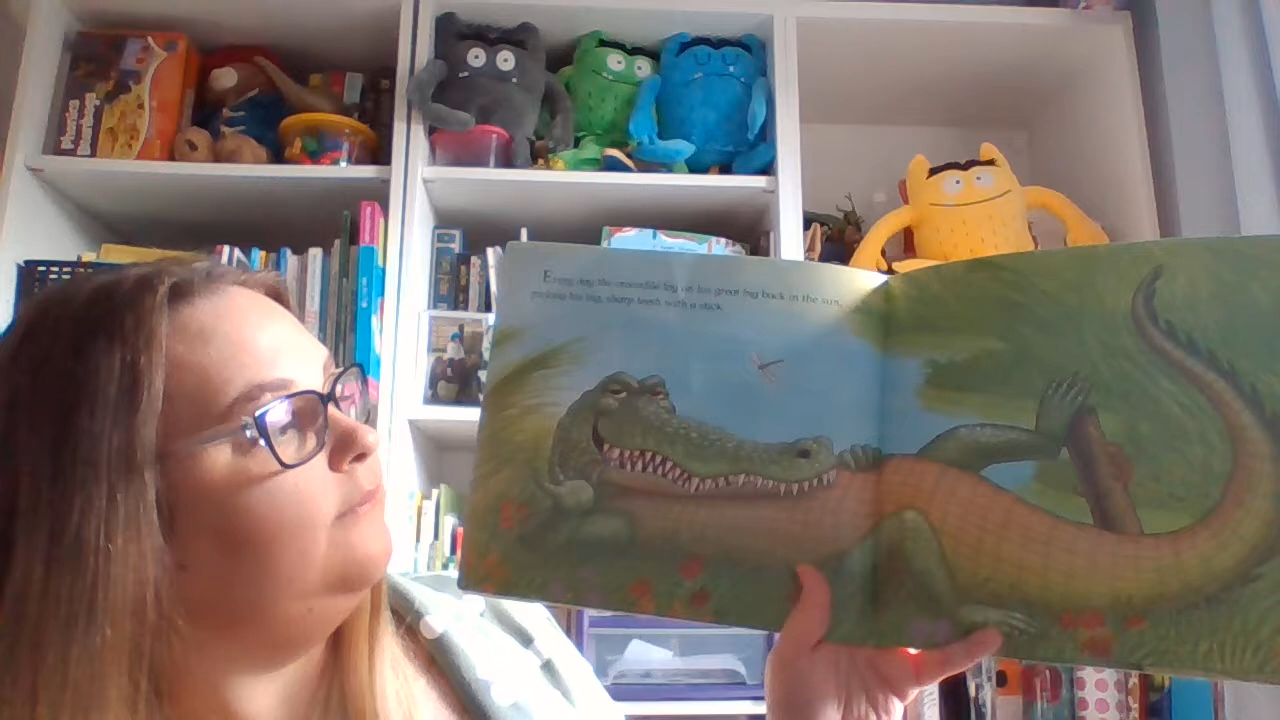 Phonics
Every day the crocodile lay on his great big back in the sun,
picking his big, sharp teeth with a stick.